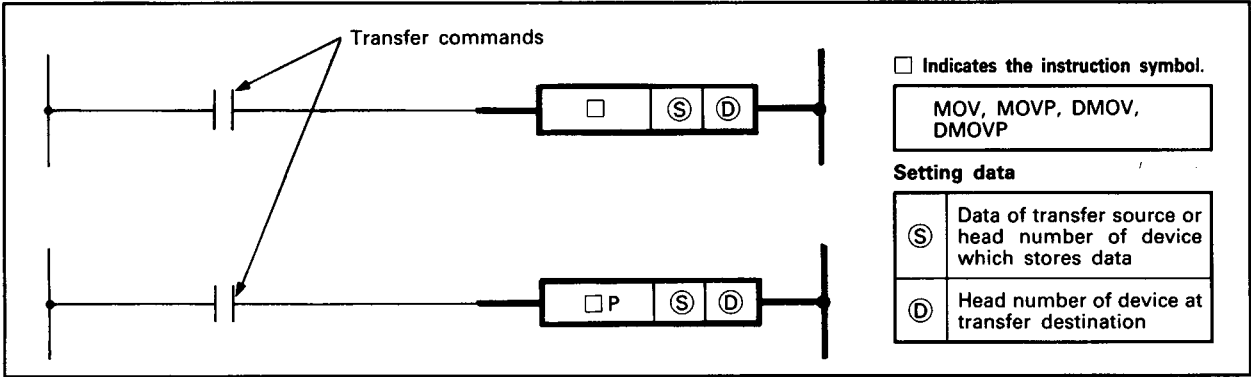 Transfer commands
□ Ⓢ Ⓓ
□P Ⓢ Ⓓ
□ Indicates the instruction symbol.
MOV, MOVP, DMOV,
DMOVP
Setting data
Ⓢ Data of transfer source or
head number of device
which stores data
Ⓓ Head number of device at
transfer destination